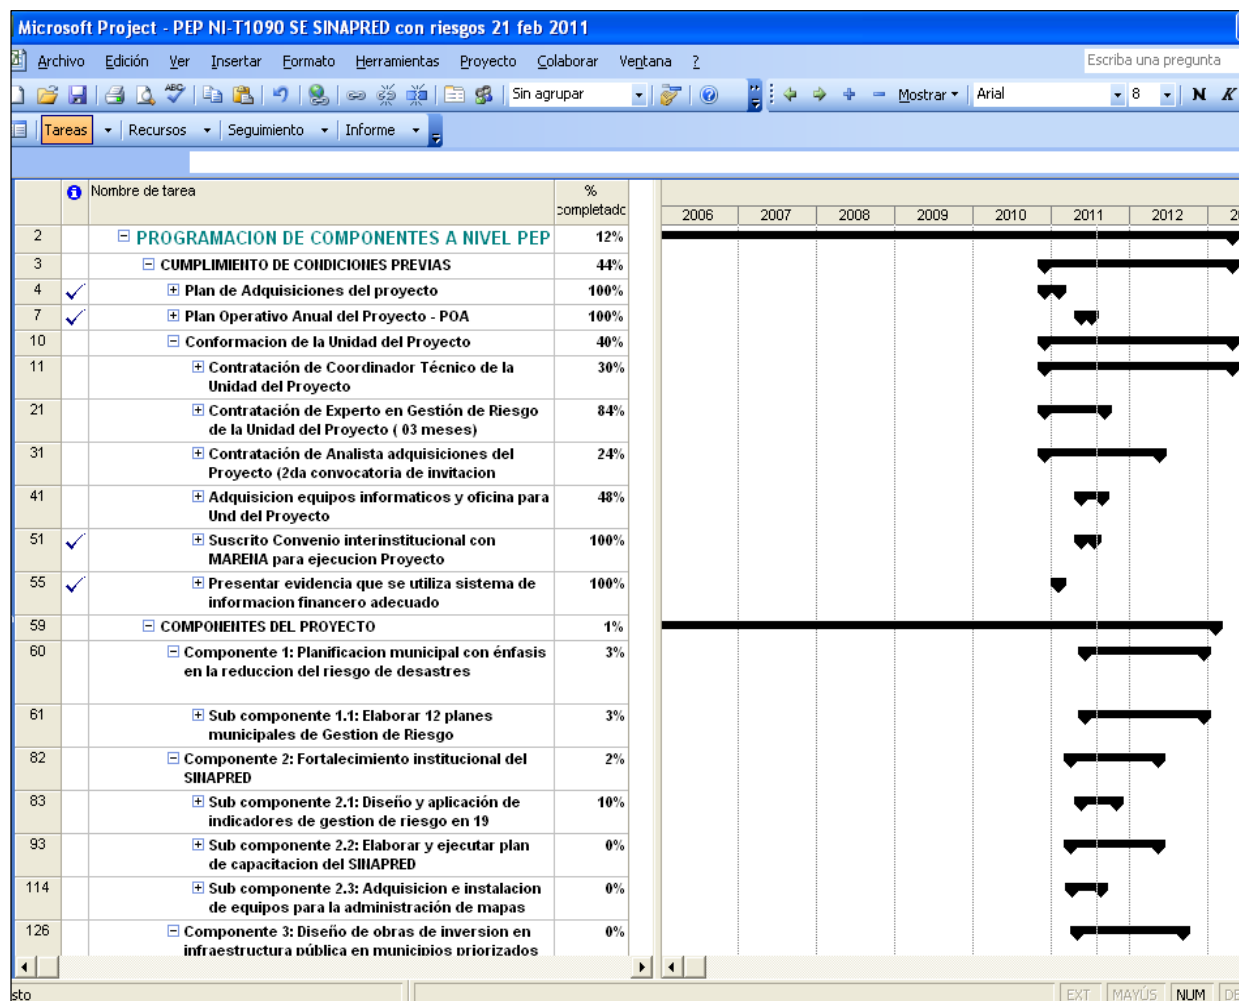 Microsoft Project - PEP NI-T1090 SE SINAPRED con riesgos 21 feb 2011
Archivo Edición Ver Insertar Formato Herramientas Proyecto Colaborar Ventana ? Escriba una pregunta
ABC Sin agrupar Mostrar Arial 8 N K
Tareas Recursos Seguimiento Informe
Nombre de tarea %
completado
2006 2007 2008 2009 2010 2011 2012
2 PROGRAMACION DE COMPONENTES A NIVEL PEP 12%
3 CUMPLIMIENTO DE CONDICIONES PREVIAS 44%
4 Plan de Adquisiciones del proyecto 100%
7 Plan Operativo Anual del Proyecto - POA 100%
10 Conformacion de la Unidad del Proyecto 40%
11 Contratación de Coordinador Técnico de la 30%
Unidad del Proyecto
21 Contratación de Experto en Gestión de Riesgo 84%
de la Unidad del Proyecto ( 03 meses)
31 Contratación de Analista adquisiciones del 24%
Proyecto (2da convocatoria de invitacion
41 Adquisicion equipos informaticos y oficina para 48%
Und del Proyecto
51 Suscrito Convenio interinstitucional con 100%
MARENA para ejecucion Proyecto
55 Presentar evidencia que se utiliza sistema de 100%
informacion financero adecuado
59 COMPONENTES DEL PROYECTO 1%
60 Componente 1: Planificacion municipal con énfasis 3%
en la reduccion del riesgo de desastres
61 Sub componente 1.1: Elaborar 12 planes 3%
municipales de Gestion de Riesgo
82 Componente 2: Fortalecimiento institucional del 2%
SINAPRED
83 Sub componente 2.1: Diseño y aplicación de 10%
indicadores de gestion de riesgo en 19
93 Sub componente 2.2: Elaborar y ejecutar plan 0%
de capacitacion del SINAPRED
114 Sub componente 2.3: Adquisicion e instalacion 0%
de equipos para la administración de mapas
126 Componente 3: Diseño de obras de inversion en 0%
infraestructura pública en municipios priorizados
sto EXT MAYÚS NUM